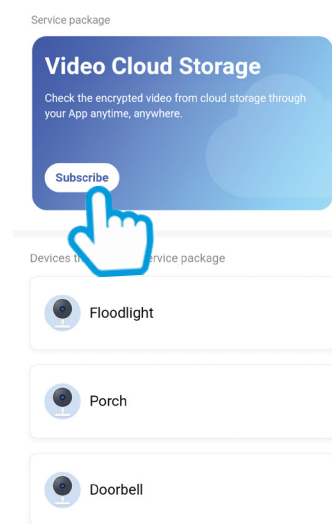 Service package
Video Cloud Storage
Check the encrypted video from cloud storage through
your App anytime, anywhere.
Subscribe
Devices ervice package
Floodlight
Porch
Doorbell